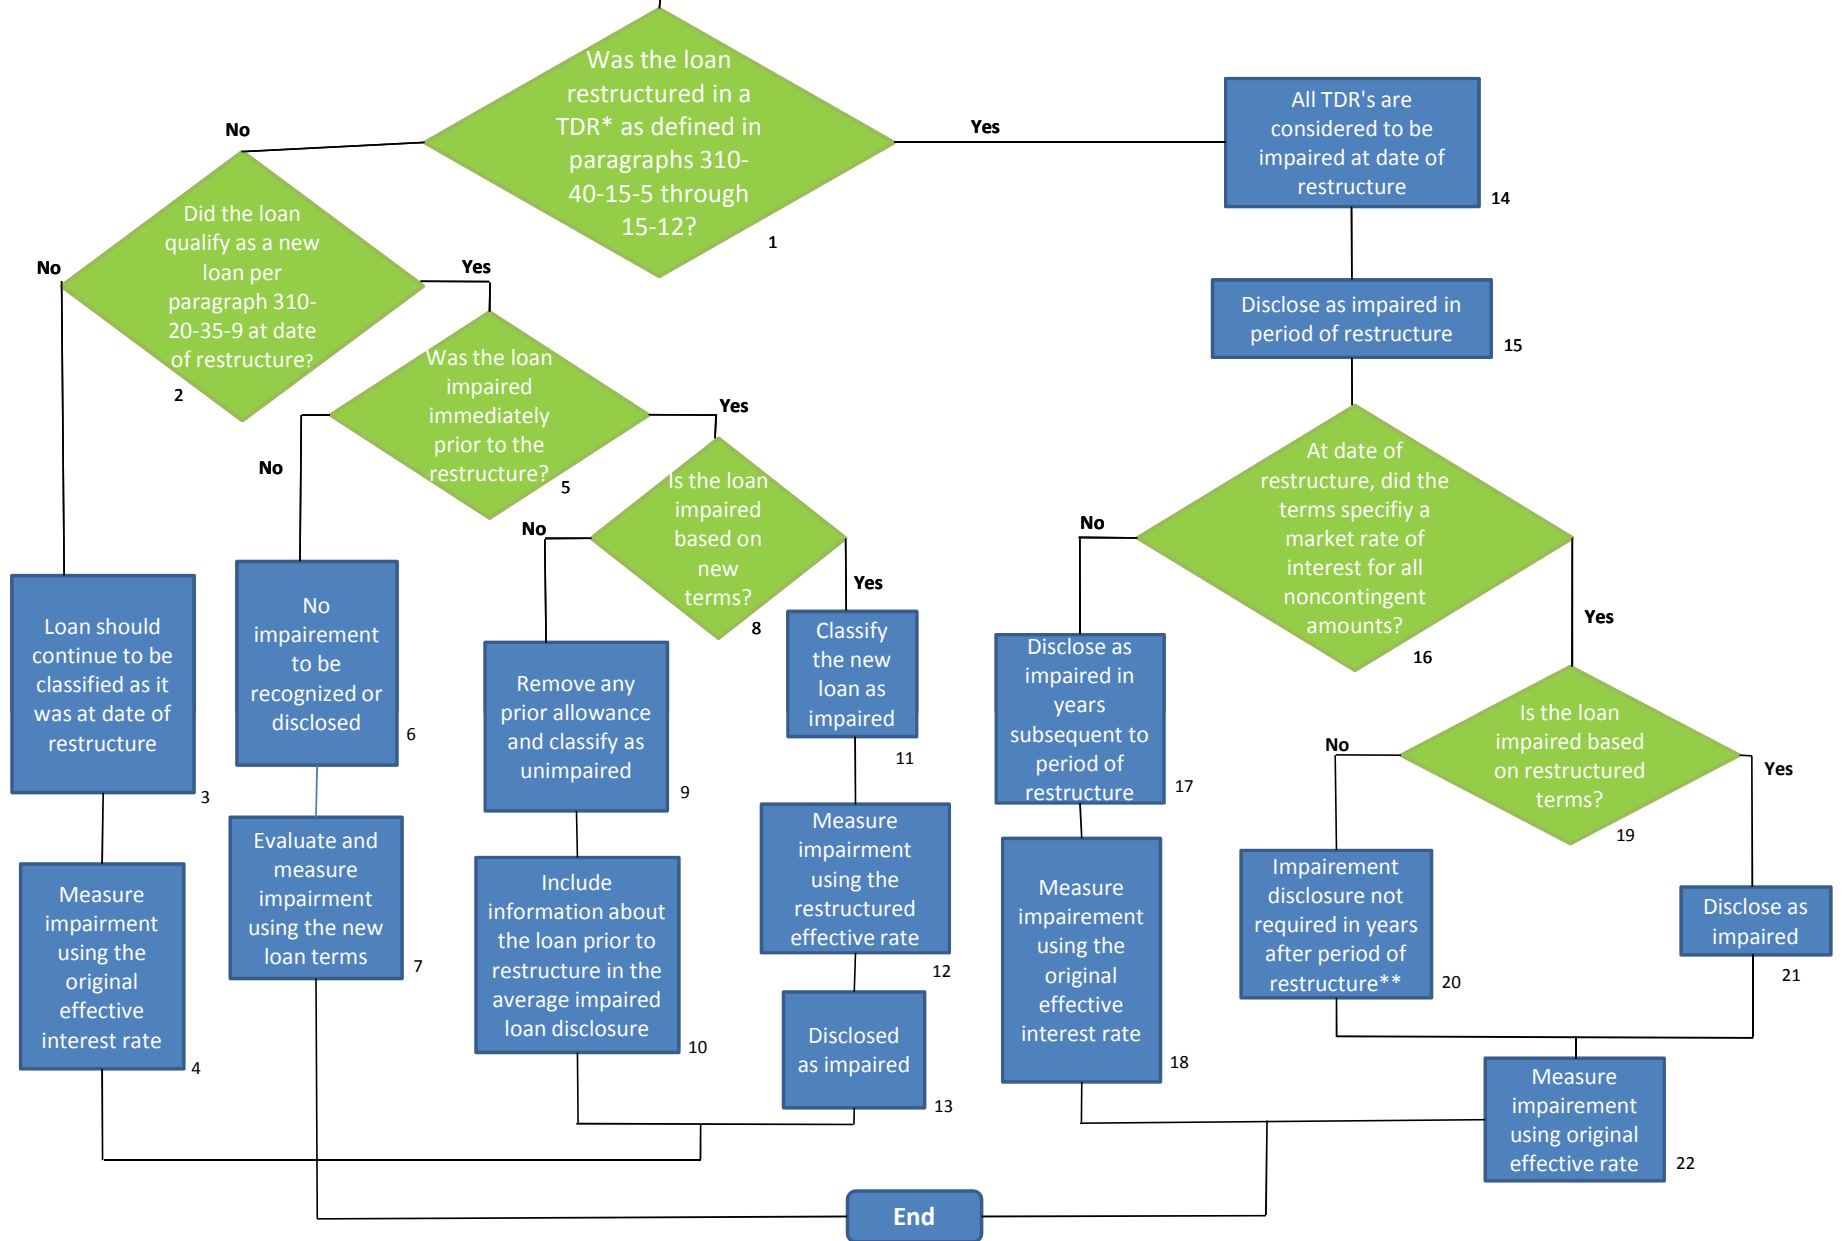 Was the loan
restructured in a
TDR* as defined in
paragraphs 310-
40-15-5 through
15-12?
1
No
Yes
All TDR's are
considered to be
impaired at date of
restructure
14
Did the loan
qualify as a new
loan per
paragraph 310-
20-35-9 at date
of restructure?
2
No
Yes
Disclose as impaired in
period of restructure
15
Was the loan
impaired
immediately
prior to the
restructure?
5
No
Yes
Is the loan
impaired
based on
new
terms?
8
No
Yes
At date of
restructure, did the
terms specifiy a
market rate of
interest for all
noncontingent
amounts?
16
No
Yes
Loan should
continue to be
classified as it
was at date of
restructure
3
No
impairement
to be
recognized or
disclosed
6
Remove any
prior allowance
and classify as
unimpaired
9
Classify
the new
loan as
impaired
11
Disclose as
impaired in
years
subsequent to
period of
restructure
17
Is the loan
impaired based
on restructured
terms?
19
No
Yes
Measure
impairment
using the
original
effective
interest rate
4
Evaluate and
measure
impairment
using the new
loan terms
7
Include
information about
the loan prior to
restructure in the
average impaired
loan disclosure
10
Measure
impairment
using the
restructured
effective rate
12
Disclosed
as impaired
13
Measure
impairement
using the
original
effective
interest rate
18
Impairement
disclosure not
required in years
after period of
restructure**
20
Disclose as
impaired
21
Measure
impairement
using original
effective rate
22
End